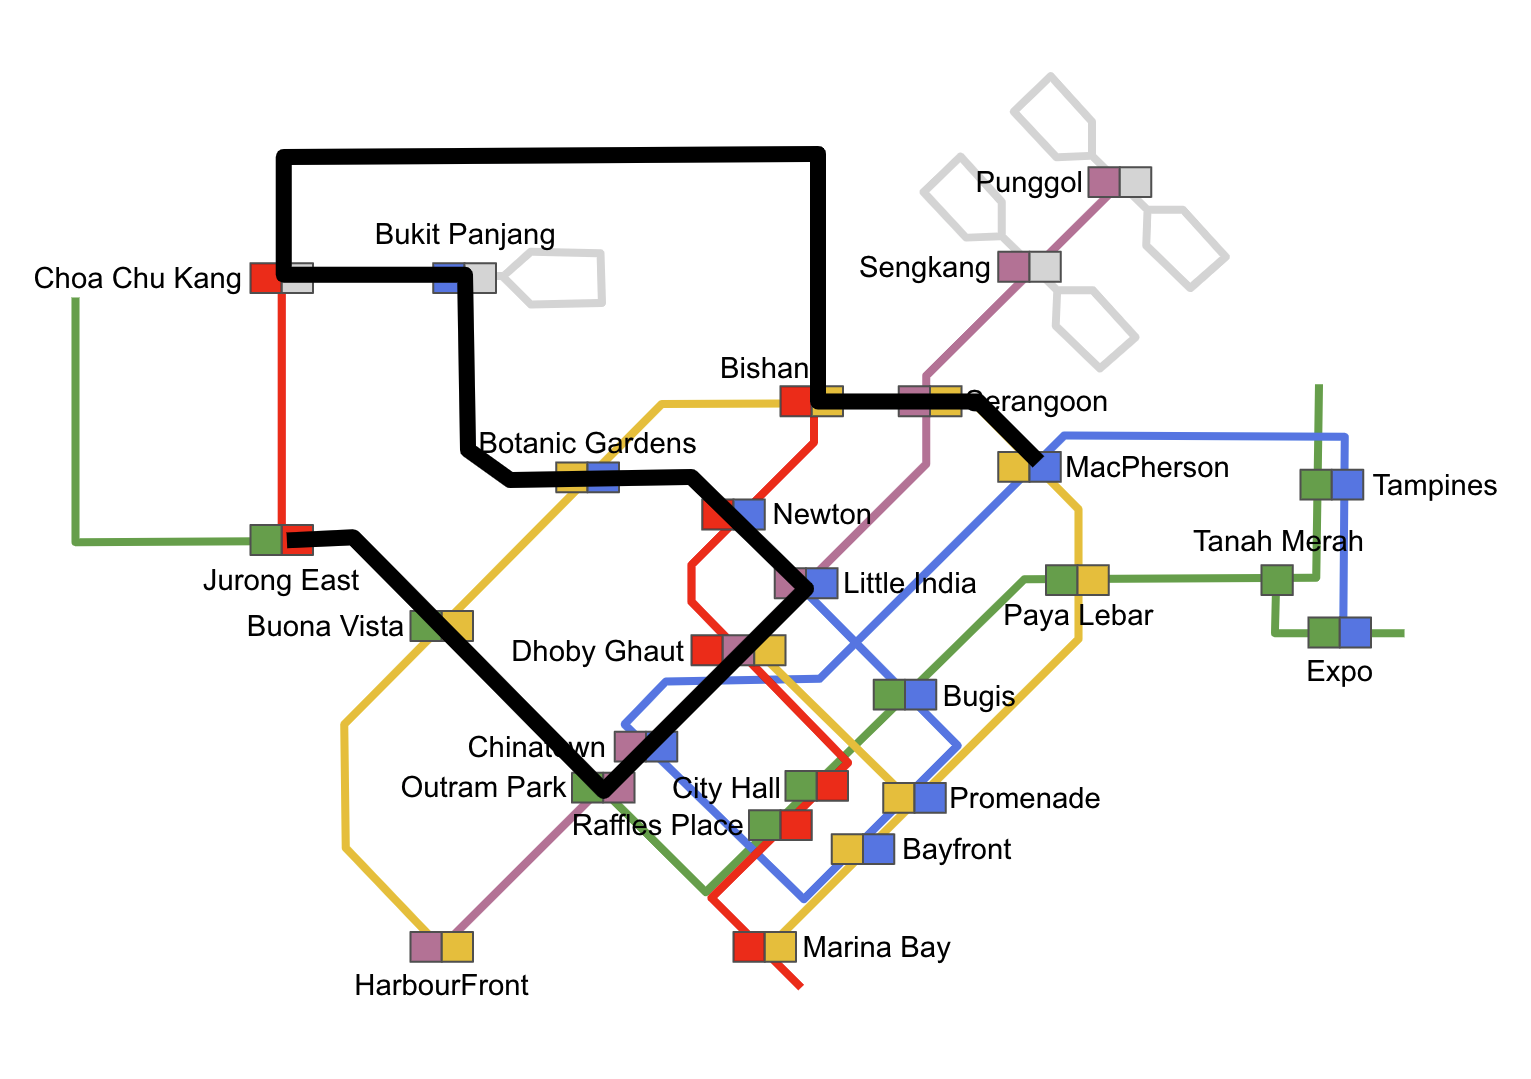 Punggol
Bukit Panjang
Sengkang
Choa Chu Kang
Bishan
Serangoon
Botanic Gardens
MacPherson
Tampines
Newton
Tanah Merah
Jurong East
Little India
Paya Lebar
Buona Vista
Dhoby Ghaut
Expo
Bugis
Chinatown
Outram Park
City Hall
Promenade
Raffles Place
Bayfront
Marina Bay
HarbourFront